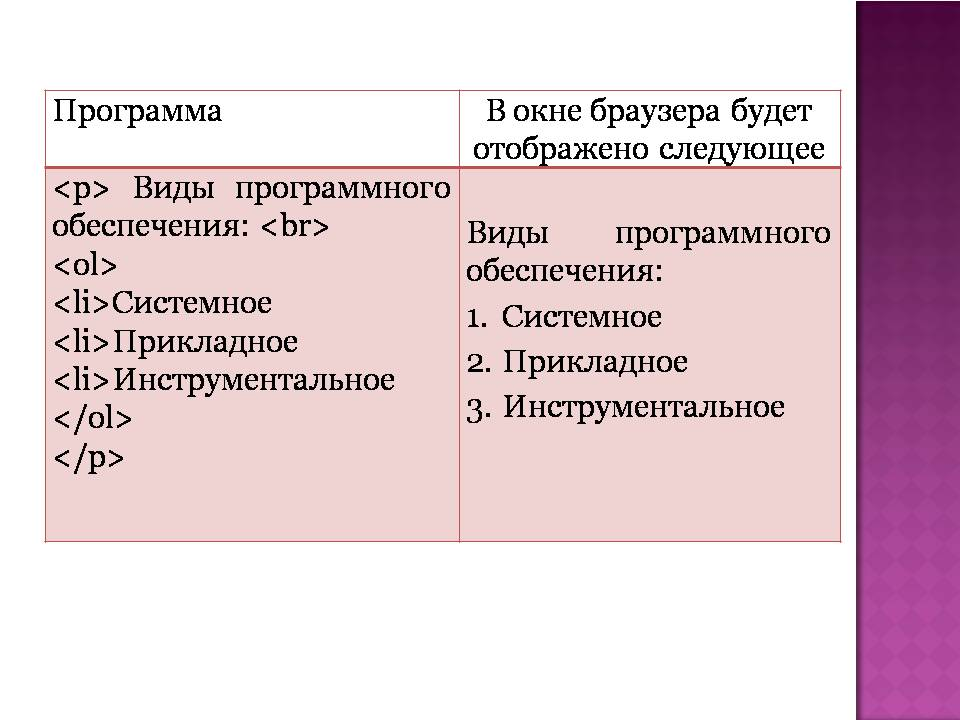 Программа
В окне браузера будет
отображено следующее
<p> Виды программного
обеспечения: <br>
<ol>
<li>Системное
<li>Прикладное
<li>Инструментальное
</ol>
</p>
Виды программного
обеспечения:
1. Системное
2. Прикладное
3. Инструментальное